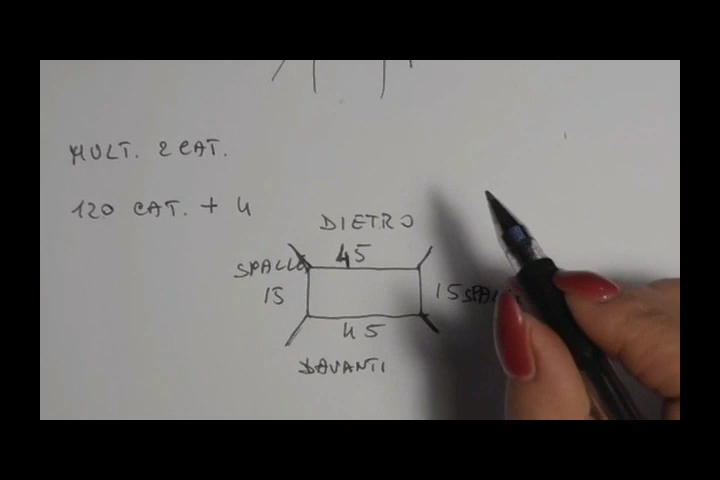 MULT. 2 CAT.
120 CAT. + 4
DIETRO
45
SPALLA
15
15
45
DAVANTI